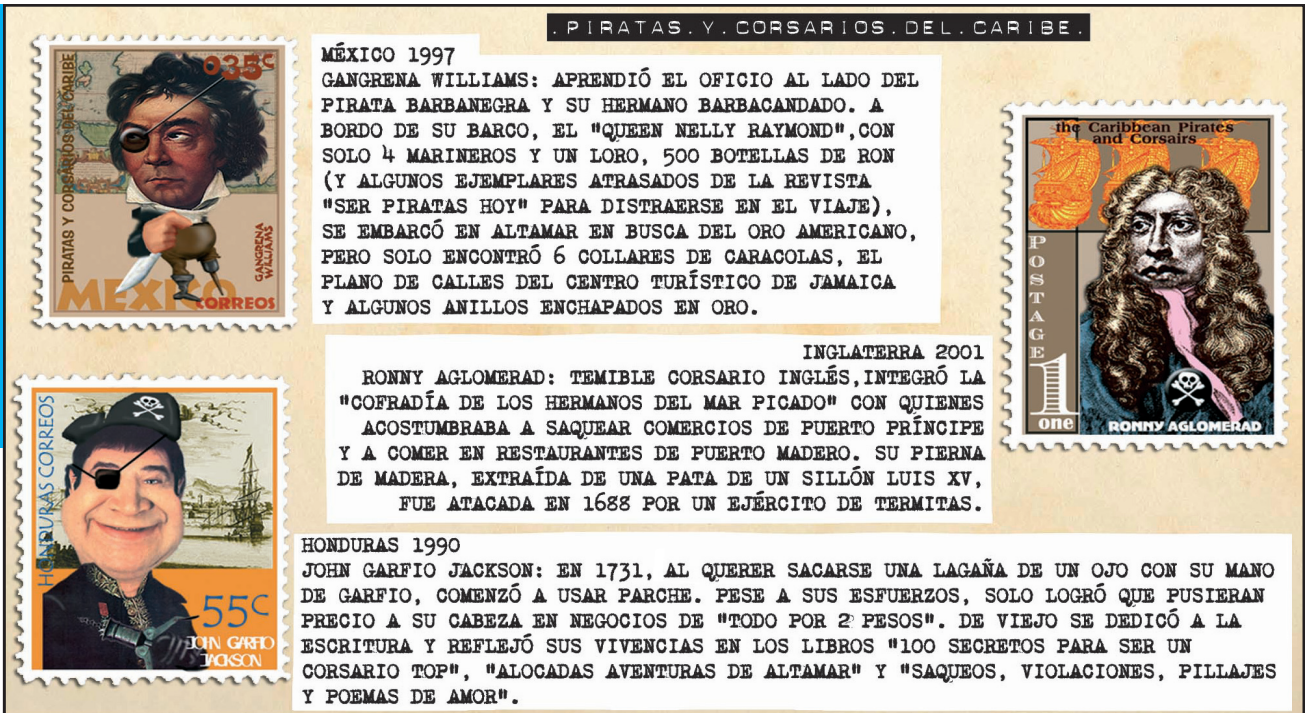 .PIRATAS.Y.CORSARIOS.DEL.CARIBE.
035c
PIRATAS Y CORSARIOS DEL CARIBE
GANGRENA
WILLIAMS
MEXICO
CORREOS
MÉXICO 1997
GANGRENA WILLIAMS: APRENDIÓ EL OFICIO AL LADO DEL
PIRATA BARBANEGRA Y SU HERMANO BARBACANDADO. A
BORDO DE SU BARCO, EL "QUEEN NELLY RAYMOND",CON
SOLO 4 MARINEROS Y UN LORO, 500 BOTELLAS DE RON
(Y ALGUNOS EJEMPLARES ATRASADOS DE LA REVISTA
"SER PIRATAS HOY" PARA DISTRAERSE EN EL VIAJE),
SE EMBARCÓ EN ALTAMAR EN BUSCA DEL ORO AMERICANO,
PERO SOLO ENCONTRÓ 6 COLLARES DE CARACOLAS, EL
PLANO DE CALLES DEL CENTRO TURÍSTICO DE JAMAICA
Y ALGUNOS ANILLOS ENCHAPADOS EN ORO.
the Caribbean Pirates
and Corsairs
POSTAGE
1
one
RONNY AGLOMERAD
INGLATERRA 2001
RONNY AGLOMERAD: TEMIBLE CORSARIO INGLÉS,INTEGRÓ LA
"COFRADÍA DE LOS HERMANOS DEL MAR PICADO" CON QUIENES
ACOSTUMBRABA A SAQUEAR COMERCIOS DE PUERTO PRÍNCIPE
Y A COMER EN RESTAURANTES DE PUERTO MADERO. SU PIERNA
DE MADERA, EXTRAÍDA DE UNA PATA DE UN SILLÓN LUIS XV,
FUE ATACADA EN 1688 POR UN EJÉRCITO DE TERMITAS.
HONDURAS CORREOS
55c
JOHN GARFIO
JACKSON
HONDURAS 1990
JOHN GARFIO JACKSON: EN 1731, AL QUERER SACARSE UNA LAGAÑA DE UN OJO CON SU MANO
DE GARFIO, COMENZÓ A USAR PARCHE. PESE A SUS ESFUERZOS, SOLO LOGRÓ QUE PUSIERAN
PRECIO A SU CABEZA EN NEGOCIOS DE "TODO POR 2 PESOS". DE VIEJO SE DEDICÓ A LA
ESCRITURA Y REFLEJÓ SUS VIVENCIAS EN LOS LIBROS "100 SECRETOS PARA SER UN
CORSARIO TOP", "ALOCADAS AVENTURAS DE ALTAMAR" Y "SAQUEOS, VIOLACIONES, PILLAJES
Y POEMAS DE AMOR".